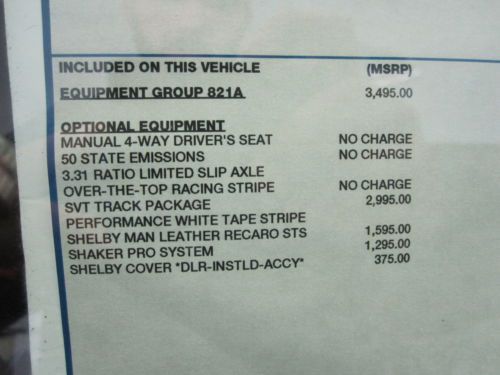 INCLUDED ON THIS VEHICLE (MSRP)
EQUIPMENT GROUP 821A 3,495.00
OPTIONAL EQUIPMENT
MANUAL 4-WAY DRIVER'S SEAT NO CHARGE
50 STATE EMISSIONS NO CHARGE
3.31 RATIO LIMITED SLIP AXLE
OVER-THE-TOP RACING STRIPE NO CHARGE
SVT TRACK PACKAGE 2,995.00
PERFORMANCE WHITE TAPE STRIPE
SHELBY MAN LEATHER RECARO STS 1,595.00
SHAKER PRO SYSTEM 1,295.00
SHELBY COVER *DLR-INSTLD-ACCY* 375.00